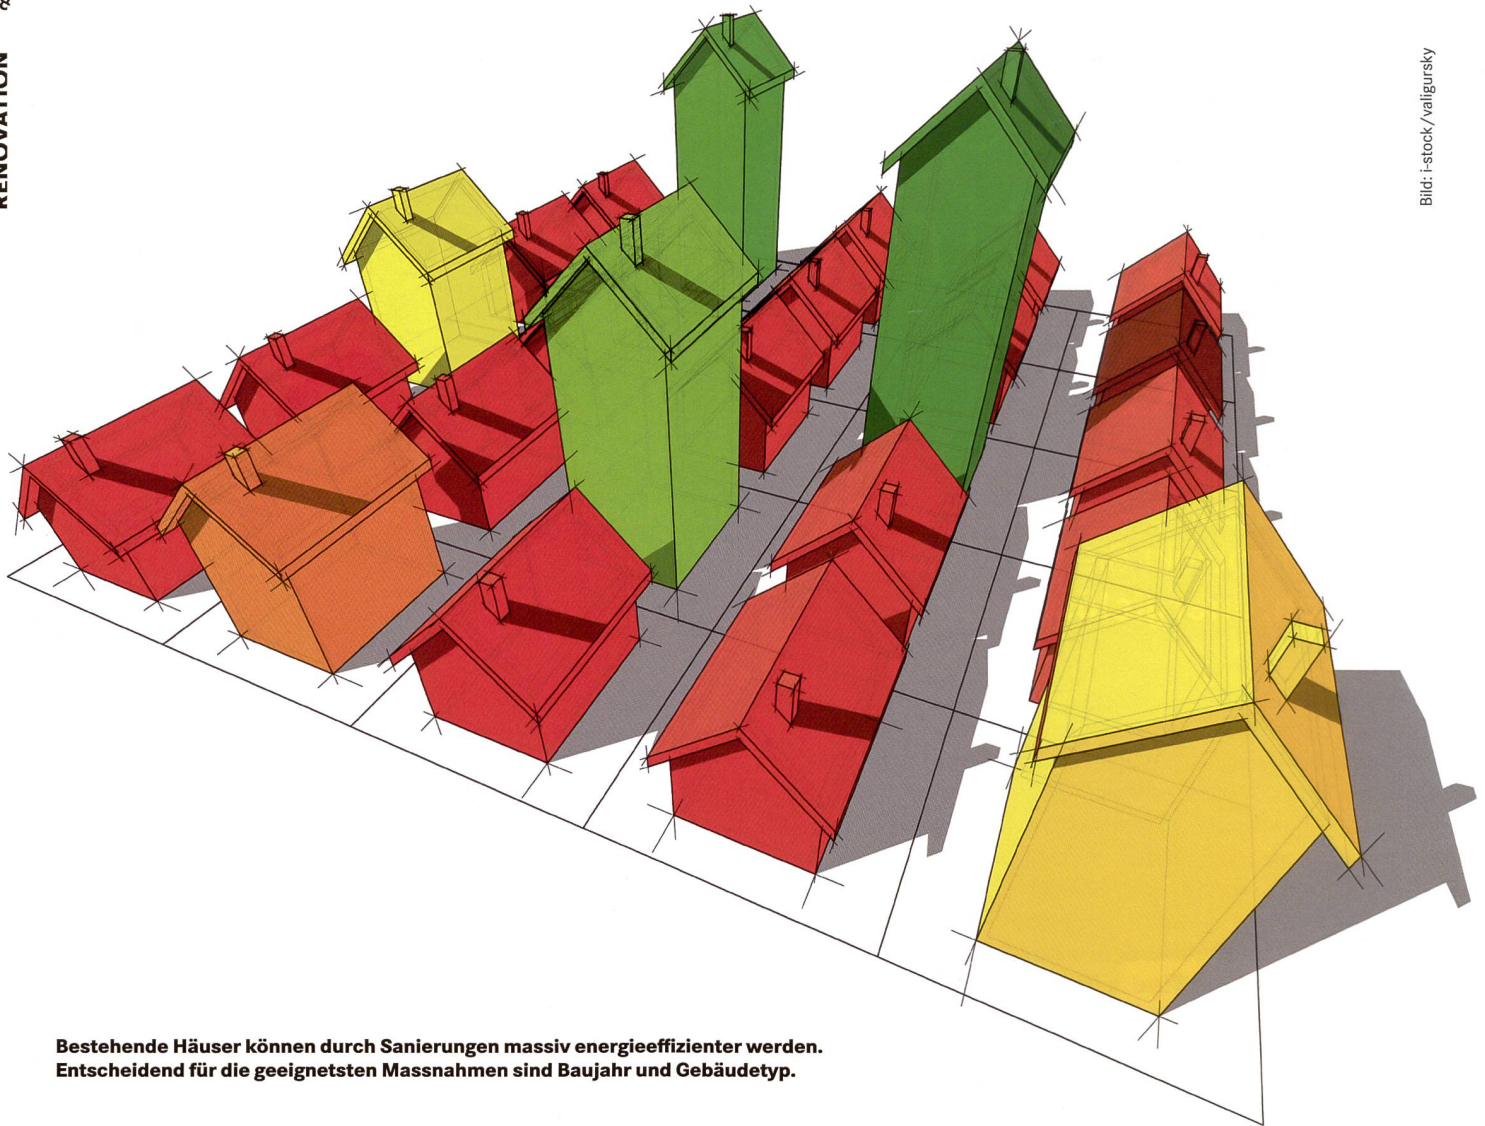 RENOVATION
Bild: i-stock/valigursky
Bestehende Häuser können durch Sanierungen massiv energieeffizienter werden.
Entscheidend für die geeignetsten Massnahmen sind Baujahr und Gebäudetyp.